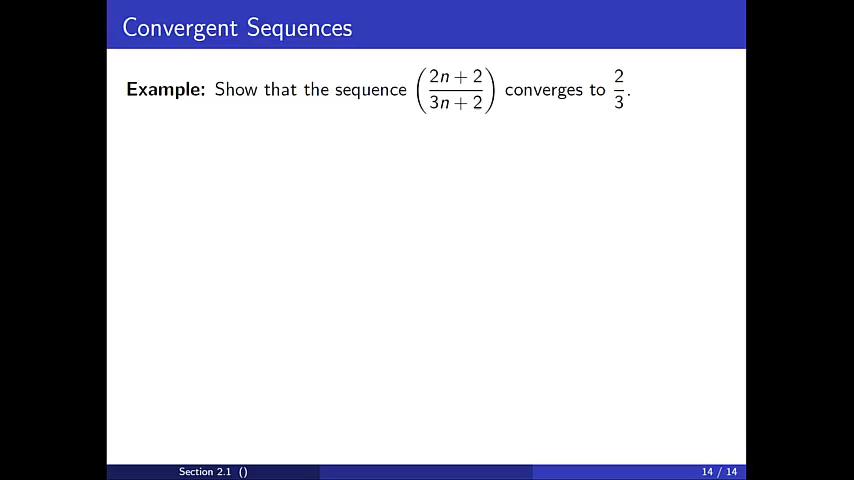 Convergent Sequences
Example: Show that the sequence (2n + 2 / 3n + 2) converges to 2/3.
Section 2.1 ()
14 / 14